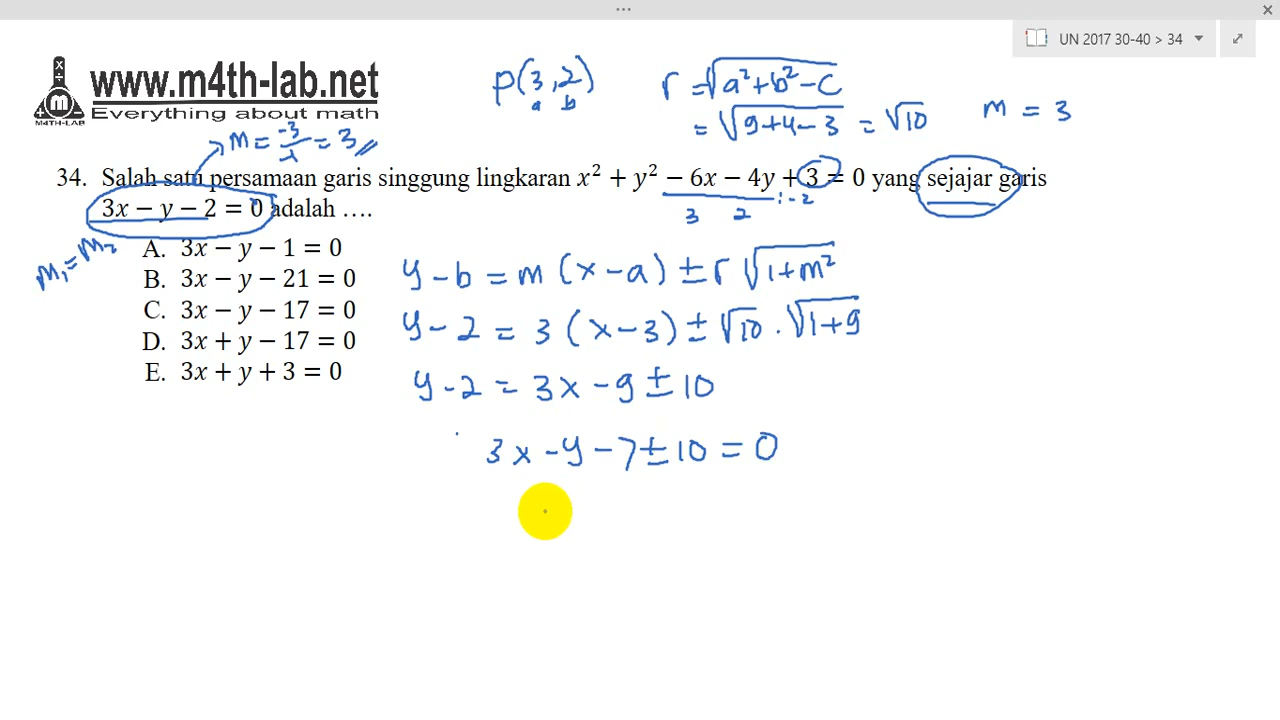 ...
UN 2017 30-40 > 34
www.m4th-lab.net
Everything about math
x
÷
m
M4TH-LAB
P(3,2)
a b
r = √a²+b²-c
= √9+4-3 = √10
m = 3
m = -3/-1 = 3 //
34. Salah satu persamaan garis singgung lingkaran x² + y² − 6x − 4y + 3 = 0 yang sejajar garis
3x − y − 2 = 0 adalah ….
3 2 : -2
m₁ = m₂
A. 3x − y − 1 = 0
B. 3x − y − 21 = 0
C. 3x − y − 17 = 0
D. 3x + y − 17 = 0
E. 3x + y + 3 = 0
y - b = m (x - a) ± r √1+m²
y - 2 = 3 (x - 3) ± √10 . √1+9
y - 2 = 3x - 9 ± 10
3x - y - 7 ± 10 = 0